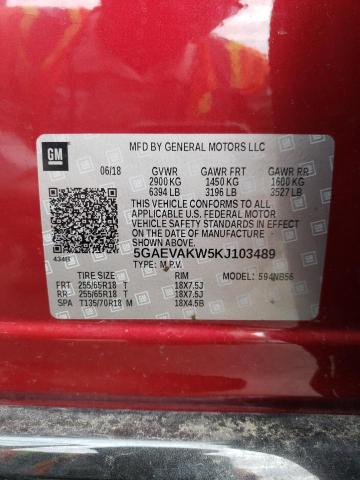 GM
MFD BY GENERAL MOTORS LLC
06/18 GVWR GAWR FRT GAWR RR
2900 KG 1450 KG 1600 KG
6394 LB 3196 LB 3527 LB
THIS VEHICLE CONFORMS TO ALL
APPLICABLE U.S. FEDERAL MOTOR
VEHICLE SAFETY AND THEFT
PREVENTION STANDARDS IN EFFECT
ON THE DATE OF MANUFACTURE
SHOWN ABOVE.
5GAEVAKW5KJ103489
TYPE: M.P.V. MODEL: 594NB56
FRT 255/65R18 T 18X7.5J
RR 255/65R18 T 18X7.5J
SPA T135/70R18 M 18X4.5B